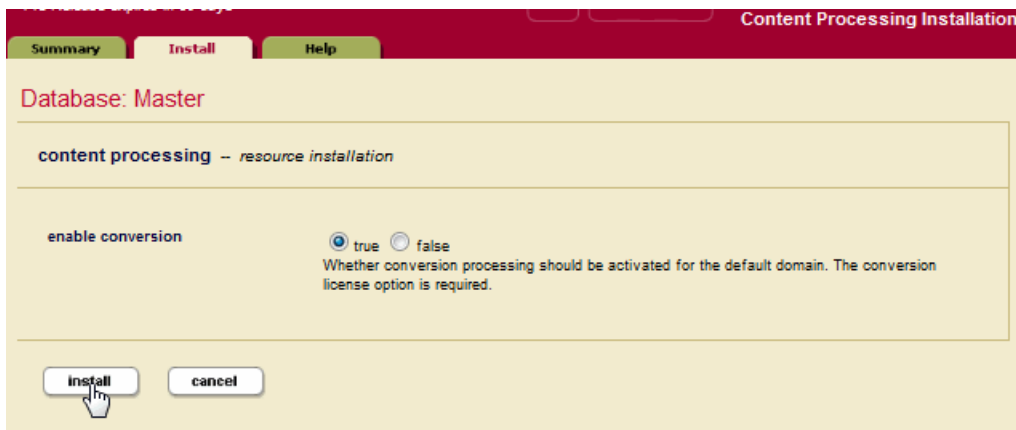 Content Processing Installation
Summary Install Help
Database: Master
content processing -- resource installation
enable conversion
true false
Whether conversion processing should be activated for the default domain. The conversion
license option is required.
install cancel